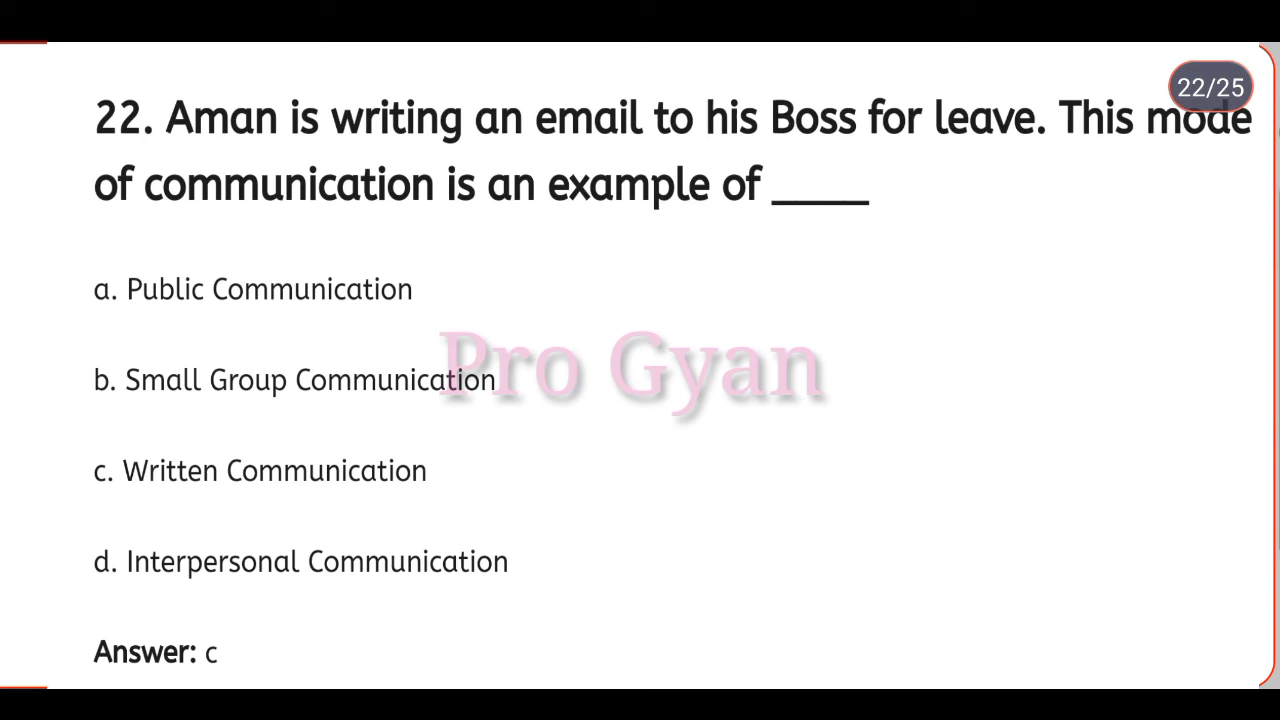 22/25
22. Aman is writing an email to his Boss for leave. This mode
of communication is an example of _____
a. Public Communication
Pro Gyan
b. Small Group Communication
c. Written Communication
d. Interpersonal Communication
Answer: c